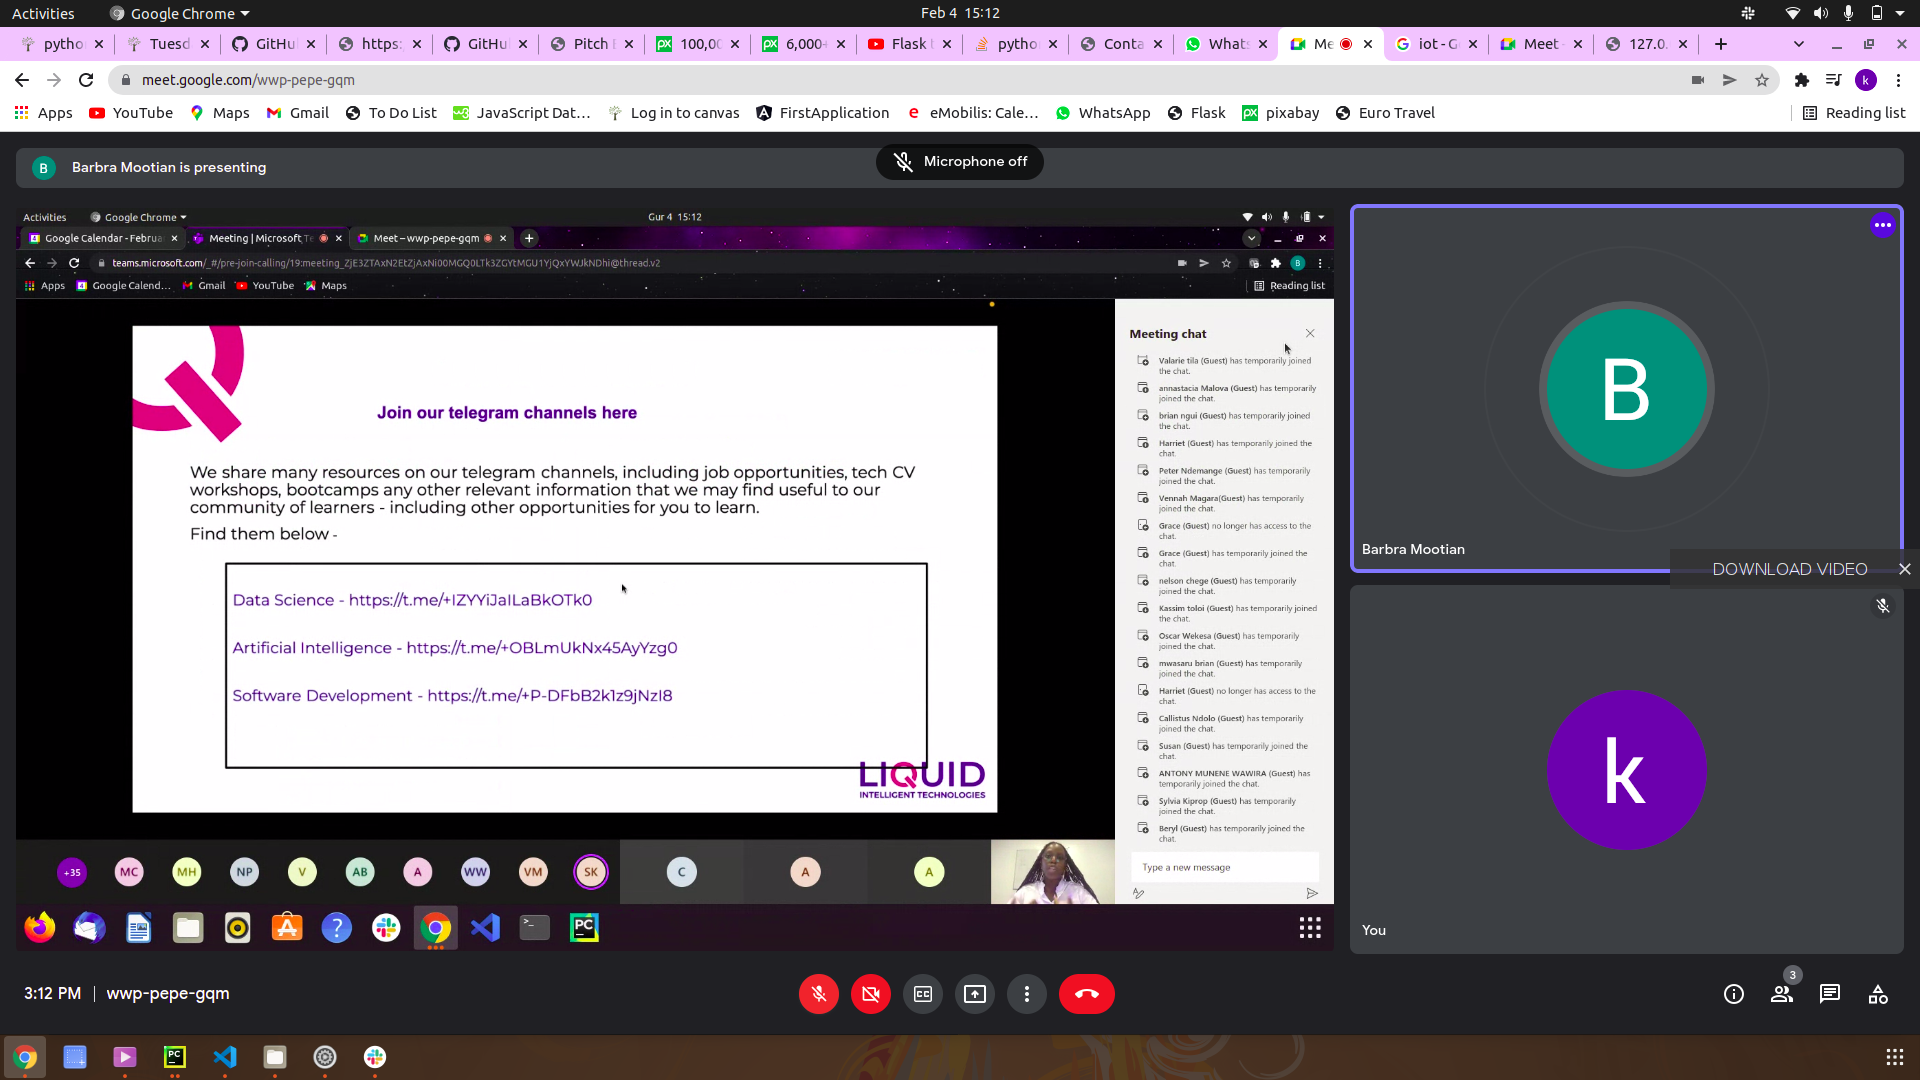 Activities Google Chrome Feb 4 15:12
pytho Tuesd GitHu https: GitHu Pitch 100,00 6,000+ Flask pytho Conta Whats Me iot - G Meet 127.0.
meet.google.com/wwp-pepe-gqm
Apps YouTube Maps Gmail To Do List JavaScript Dat... Log in to canvas FirstApplication eMobilis: Cale... WhatsApp Flask pixabay Euro Travel Reading list
B Barbra Mootian is presenting
Microphone off
Activities Google Chrome Gur 4 15:12
Google Calendar - Februa Meeting | Microsoft Te Meet – wwp-pepe-gqm
teams.microsoft.com/_#/pre-join-calling/19:meeting_ZjE3ZTAxN2EtZjAxNi00MGQ0LTk3ZGYtMGU1YjQxYWJkNDhi@thread.v2
Apps Google Calend... Gmail YouTube Maps Reading list
Join our telegram channels here
We share many resources on our telegram channels, including job opportunities, tech CV
workshops, bootcamps any other relevant information that we may find useful to our
community of learners - including other opportunities for you to learn.
Find them below -
Data Science - https://t.me/+IZYYiJaILaBkOTk0
Artificial Intelligence - https://t.me/+OBLmUkNx45AyYzg0
Software Development - https://t.me/+P-DFbB2k1z9jNzI8
LIQUID
INTELLIGENT TECHNOLOGIES
Meeting chat
Valarie tila (Guest) has temporarily joined
the chat.
annastacia Malova (Guest) has temporarily
joined the chat.
brian ngui (Guest) has temporarily joined
the chat.
Harriet (Guest) has temporarily joined the
chat.
Peter Ndemange (Guest) has temporarily
joined the chat.
Vennah Magara(Guest) has temporarily
joined the chat.
Grace (Guest) no longer has access to the
chat.
Grace (Guest) has temporarily joined the
chat.
nelson chege (Guest) has temporarily
joined the chat.
Kassim toloi (Guest) has temporarily joined
the chat.
Oscar Wekesa (Guest) has temporarily
joined the chat.
mwasaru brian (Guest) has temporarily
joined the chat.
Harriet (Guest) no longer has access to the
chat.
Callistus Ndolo (Guest) has temporarily
joined the chat.
Susan (Guest) has temporarily joined the
chat.
ANTONY MUNENE WAWIRA (Guest) has
temporarily joined the chat.
Sylvia Kiprop (Guest) has temporarily
joined the chat.
Beryl (Guest) has temporarily joined the
chat.
Type a new message
+35 MC MH NP V AB A WW VM SK C A A
B
Barbra Mootian
DOWNLOAD VIDEO
k
You
3:12 PM wwp-pepe-gqm
3